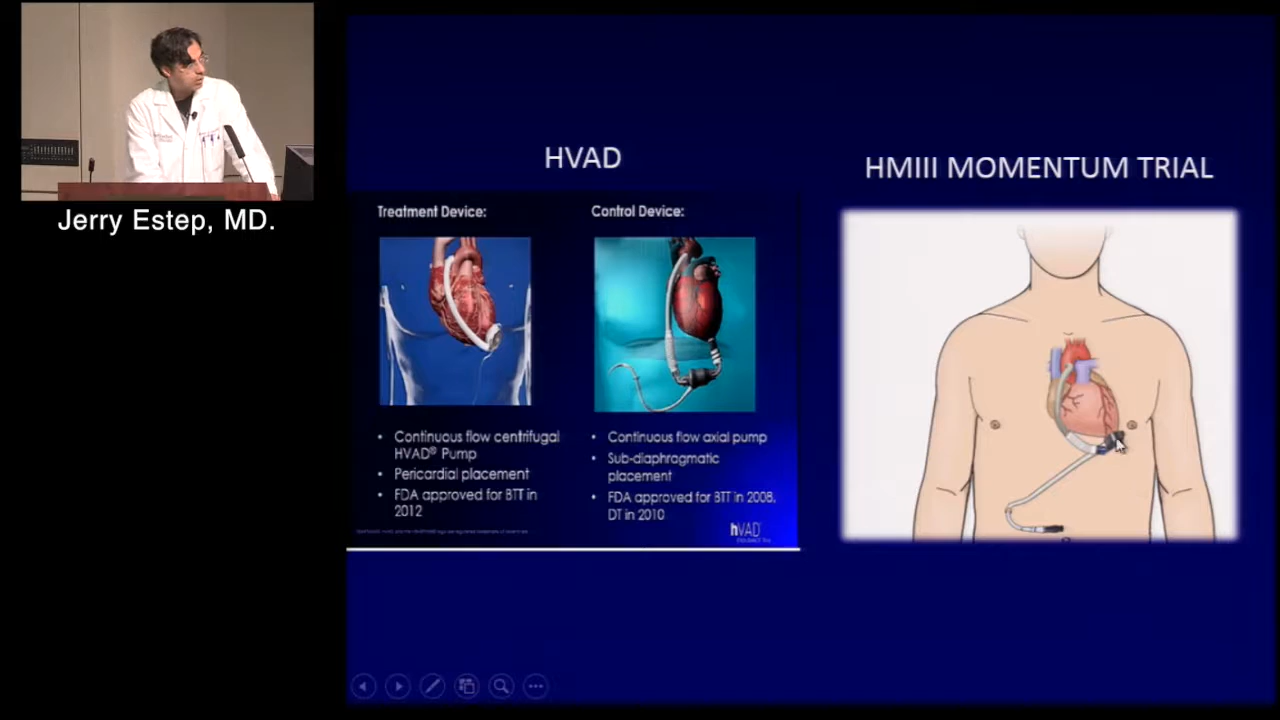 Jerry Estep, MD.
HVAD
HMIII MOMENTUM TRIAL
Treatment Device:
• Continuous flow centrifugal
HVAD® Pump
• Pericardial placement
• FDA approved for BTT in
2012
Control Device:
• Continuous flow axial pump
• Sub-diaphragmatic
placement
• FDA approved for BTT in 2008,
DT in 2010
hVAD